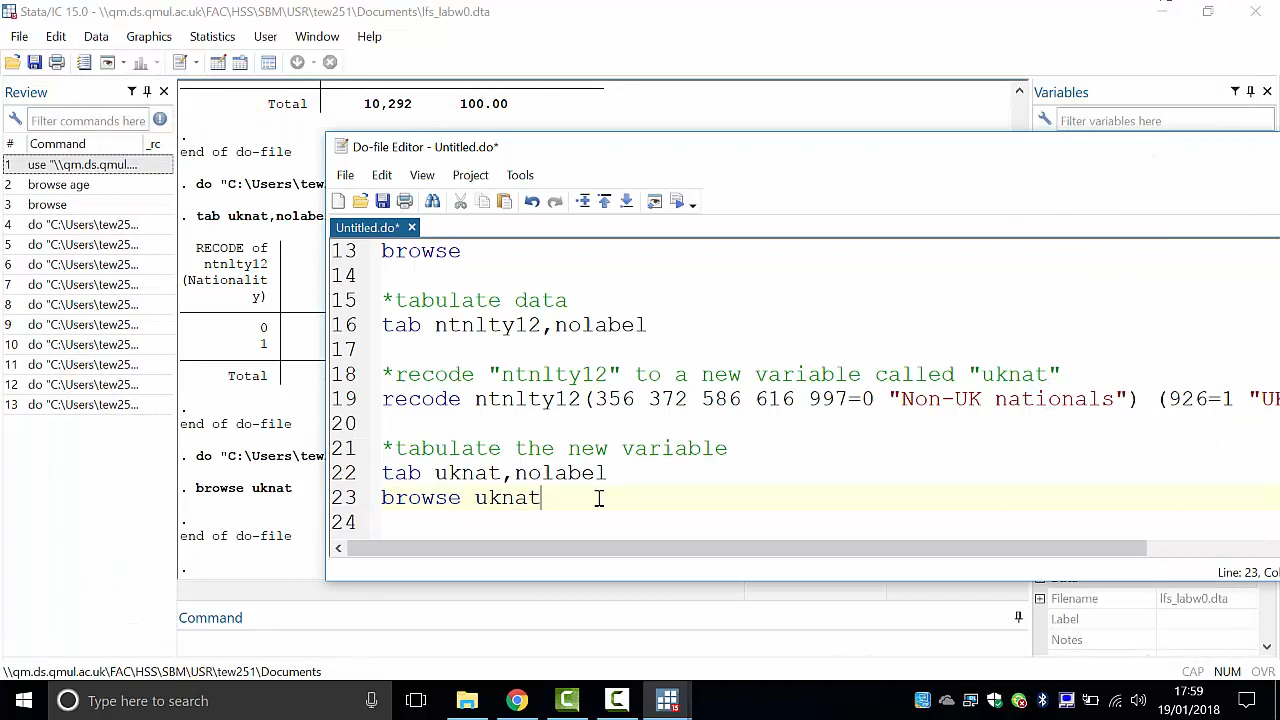 Stata/IC 15.0 - \\qm.ds.qmul.ac.uk\FAC\HSS\SBM\USR\tew251\Documents\lfs_labw0.dta
File Edit Data Graphics Statistics User Window Help
Review
Filter commands here
# Command _rc
1 use "\\qm.ds.qmul....
2 browse age
3 browse
4 do "C:\Users\tew25...
5 do "C:\Users\tew25...
6 do "C:\Users\tew25...
7 do "C:\Users\tew25...
8 do "C:\Users\tew25...
9 do "C:\Users\tew25...
10 do "C:\Users\tew25...
11 do "C:\Users\tew25...
12 do "C:\Users\tew25...
13 do "C:\Users\tew25...
Total 10,292 100.00
.
end of do-file
. do "C:\Users\tew
. tab uknat,nolabel
RECODE of
ntnlty12
(Nationalit
y)
0
1
Total
.
end of do-file
. do "C:\Users\tew
. browse uknat
.
end of do-file
.
Command
Do-file Editor - Untitled.do*
File Edit View Project Tools
Untitled.do* ×
13 browse
14
15 *tabulate data
16 tab ntnlty12,nolabel
17
18 *recode "ntnlty12" to a new variable called "uknat"
19 recode ntnlty12(356 372 586 616 997=0 "Non-UK nationals") (926=1 "UK
20
21 *tabulate the new variable
22 tab uknat,nolabel
23 browse uknat
24
Line: 23, Co
Variables
Filter variables here
Data
Filename lfs_labw0.dta
Label
Notes
\\qm.ds.qmul.ac.uk\FAC\HSS\SBM\USR\tew251\Documents
CAP NUM OVR
Type here to search
17:59
19/01/2018